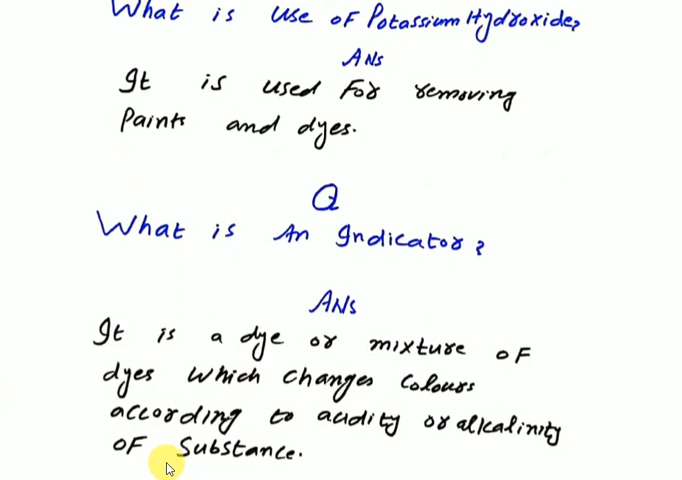 What is use of Potassium Hydroxide?
Ans
It is used for removing
Paints and dyes.
Q
What is An Indicator?
Ans
It is a dye or mixture of
dyes which changes colours
according to acidity or alkalinity
of Substance.